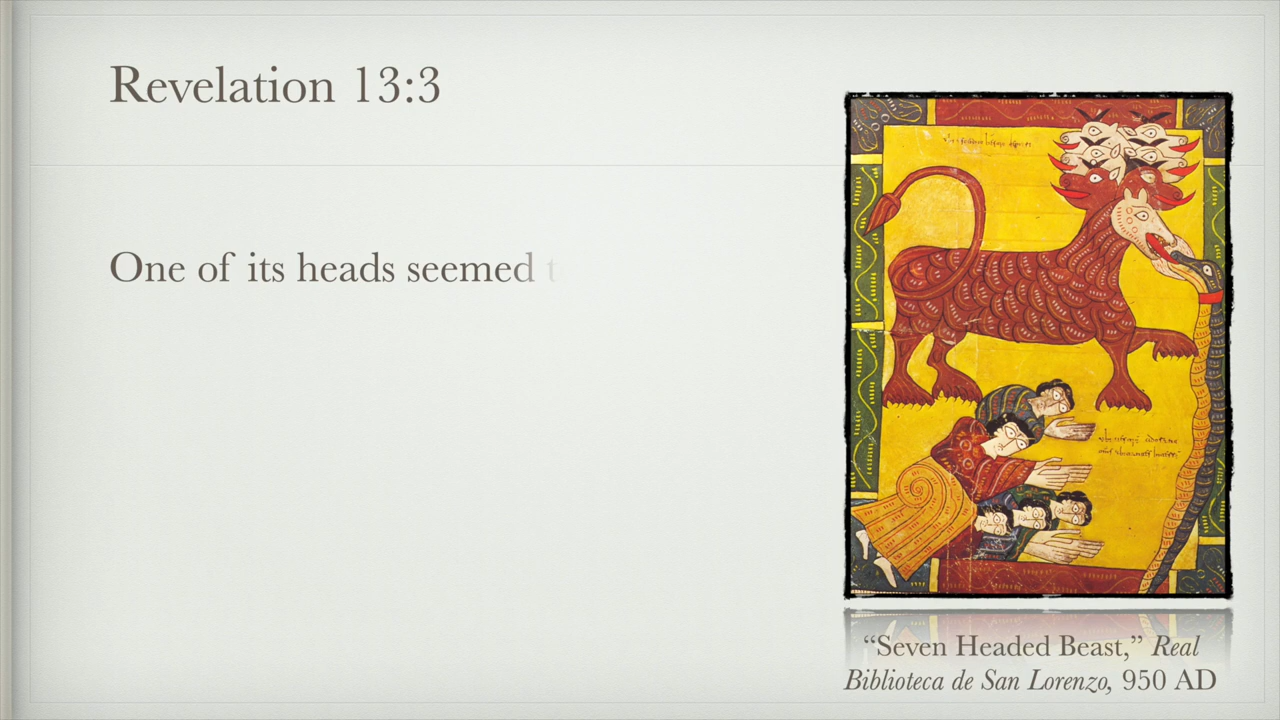 Revelation 13:3
One of its heads seemed t
“Seven Headed Beast,” Real
Biblioteca de San Lorenzo, 950 AD